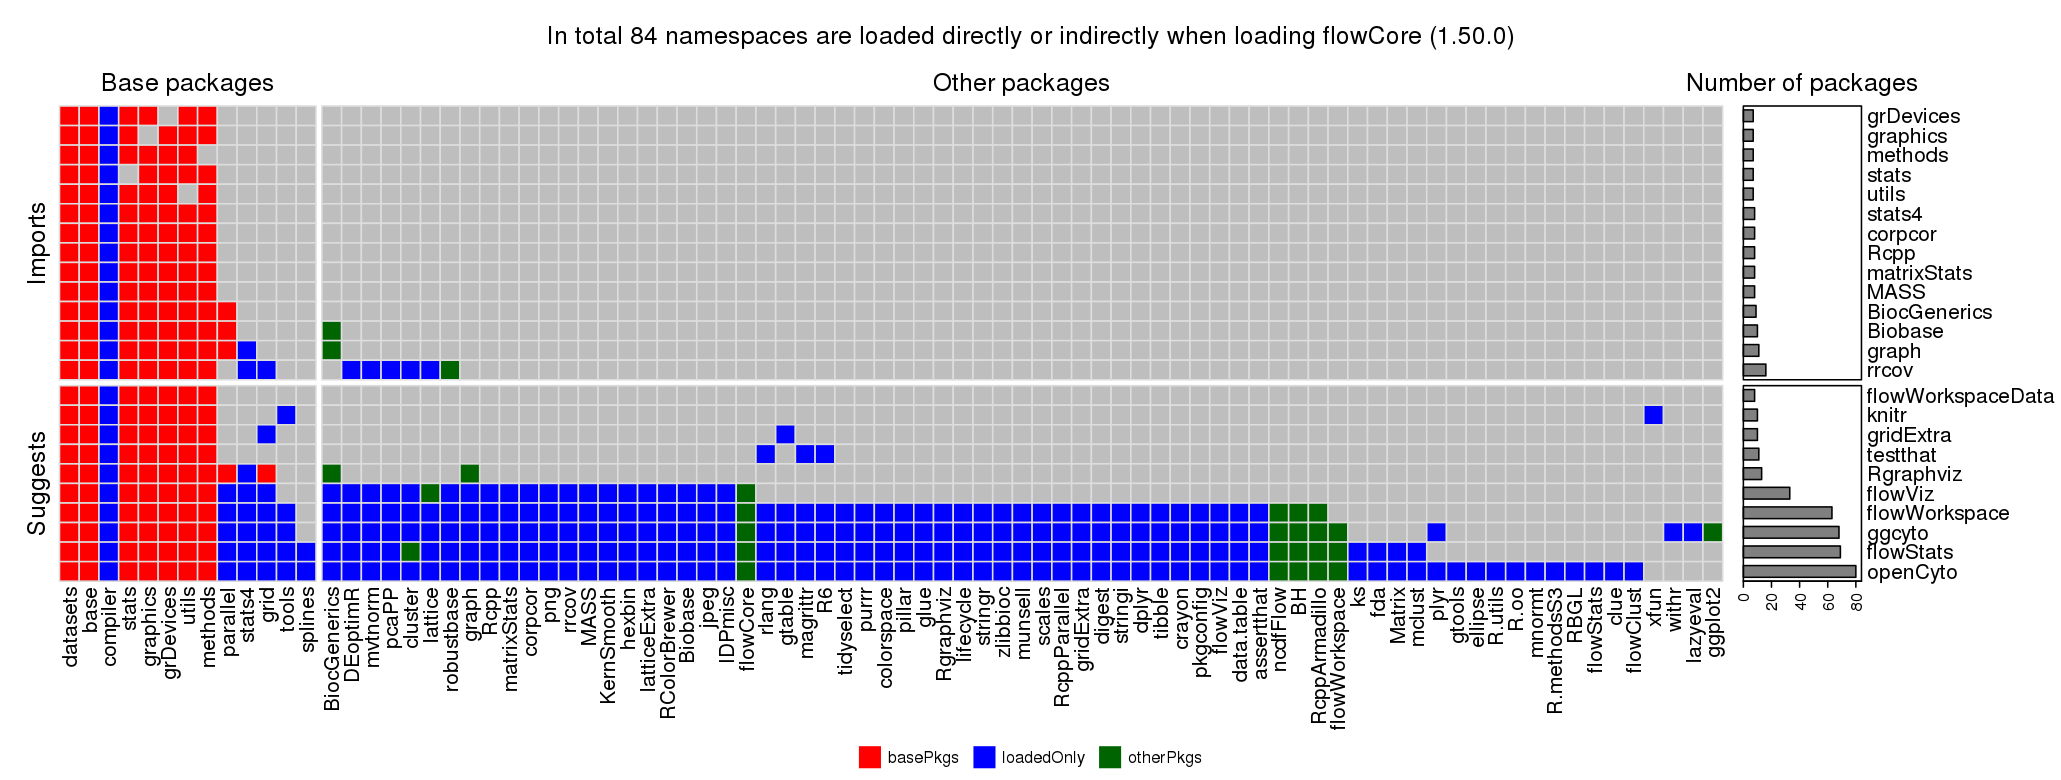 In total 84 namespaces are loaded directly or indirectly when loading flowCore (1.50.0)
Base packages
Other packages
Number of packages
Imports
grDevices
graphics
methods
stats
utils
stats4
corpcor
Rcpp
matrixStats
MASS
BiocGenerics
Biobase
graph
rrcov
Suggests
flowWorkspaceData
knitr
gridExtra
testthat
Rgraphviz
flowViz
flowWorkspace
ggcyto
flowStats
openCyto
0 20 40 60 80
datasets
base
compiler
stats
graphics
grDevices
utils
methods
parallel
stats4
grid
tools
splines
BiocGenerics
DEoptimR
mvtnorm
pcaPP
cluster
lattice
robustbase
graph
Rcpp
matrixStats
corpcor
png
rrcov
MASS
KernSmooth
hexbin
latticeExtra
RColorBrewer
Biobase
jpeg
IDPmisc
flowCore
rlang
gtable
magrittr
R6
tidyselect
purrr
colorspace
pillar
glue
Rgraphviz
lifecycle
stringr
zlibbioc
munsell
scales
RcppParallel
gridExtra
digest
stringi
dplyr
tibble
crayon
pkgconfig
flowViz
data.table
assertthat
ncdfFlow
BH
RcppArmadillo
flowWorkspace
ks
fda
Matrix
mclust
plyr
gtools
ellipse
R.utils
R.oo
mnormt
R.methodsS3
RBGL
flowStats
clue
flowClust
xfun
withr
lazyeval
ggplot2
basePkgs
loadedOnly
otherPkgs